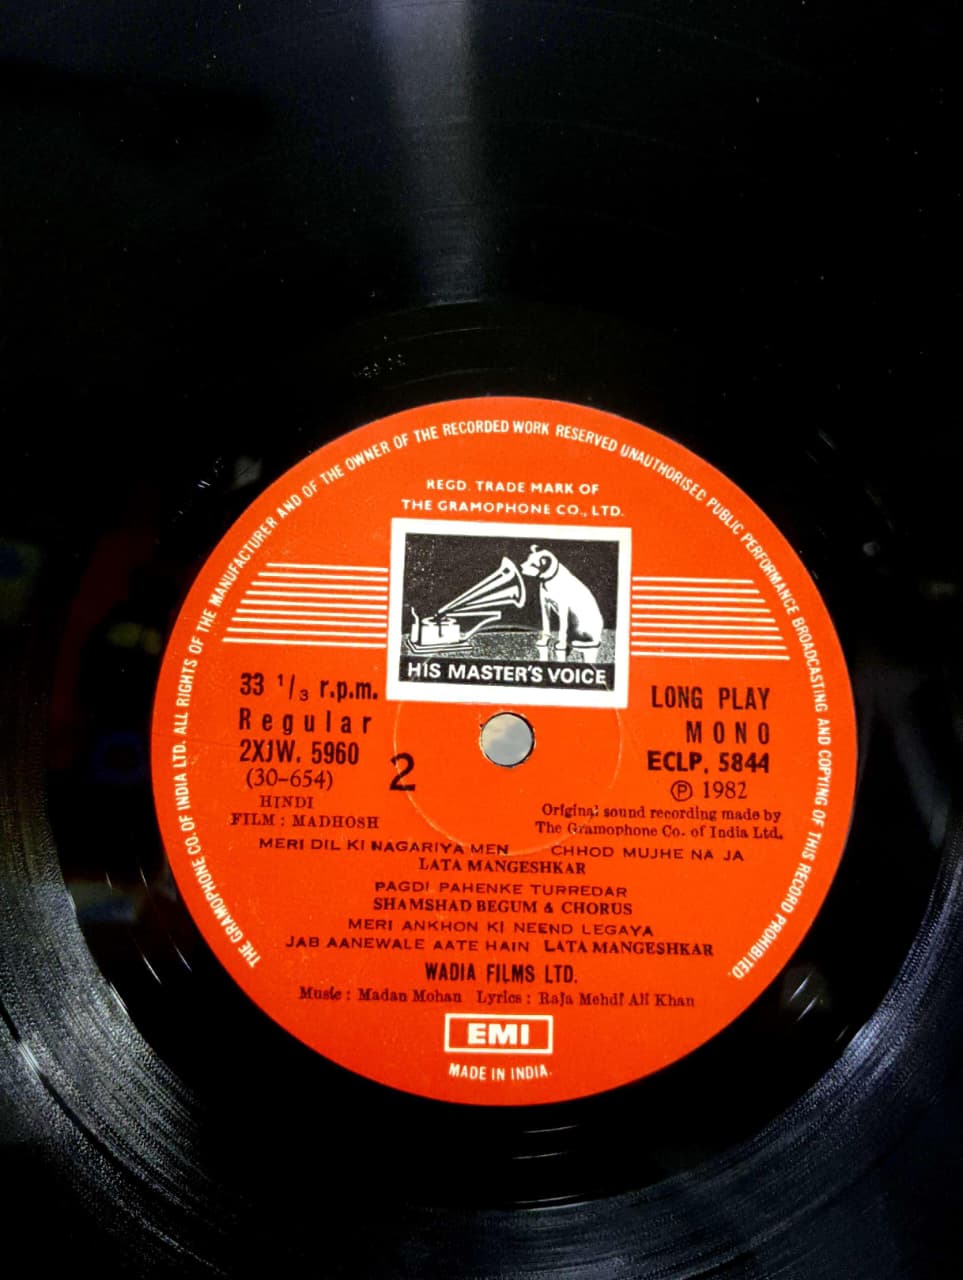 THE GRAMOPHONE CO. OF INDIA LTD. ALL RIGHTS OF THE MANUFACTURER AND OF THE OWNER OF THE RECORDED WORK RESERVED UNAUTHORISED PUBLIC PERFORMANCE BROADCASTING AND COPYING OF THIS RECORD PROHIBITED.
REGD. TRADE MARK OF
THE GRAMOPHONE CO., LTD.
HIS MASTER'S VOICE
33 1/3 r.p.m.
Regular
2XJW. 5960
(30-654)
2
LONG PLAY
MONO
ECLP. 5844
℗ 1982
HINDI
FILM : MADHOSH
Original sound recording made by
The Gramophone Co. of India Ltd.
MERI DIL KI NAGARIYA MEN CHHOD MUJHE NA JA
LATA MANGESHKAR
PAGDI PAHENKE TURREDAR
SHAMSHAD BEGUM & CHORUS
MERI ANKHON KI NEEND LEGAYA
JAB AANEWALE AATE HAIN LATA MANGESHKAR
WADIA FILMS LTD.
Music : Madan Mohan Lyrics : Raja Mehdi Ali Khan
EMI
MADE IN INDIA.